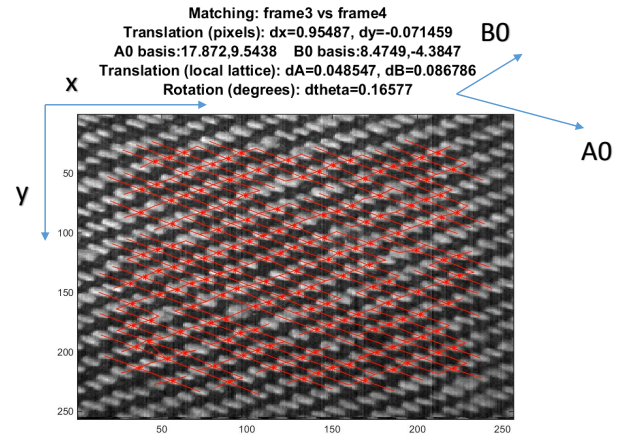 Matching: frame3 vs frame4
Translation (pixels): dx=0.95487, dy=-0.071459
A0 basis:17.872,9.5438 B0 basis:8.4749,-4.3847
Translation (local lattice): dA=0.048547, dB=0.086786
Rotation (degrees): dtheta=0.16577
B0
A0
x
y
50
100
150
200
250
50
100
150
200
250